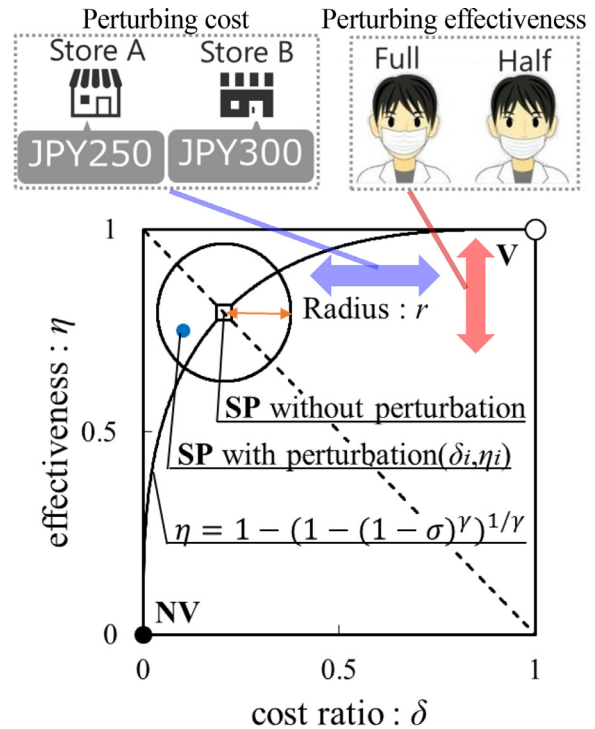 Perturbing cost
Perturbing effectiveness
Store A
Store B
JPY250
JPY300
Full
Half
1
V
Radius : r
SP without perturbation
0.5
SP with perturbation(δi,ηi)
η = 1 − (1 − (1 − σ)^γ)^1/γ
NV
0
0
0.5
1
effectiveness : η
cost ratio : δ